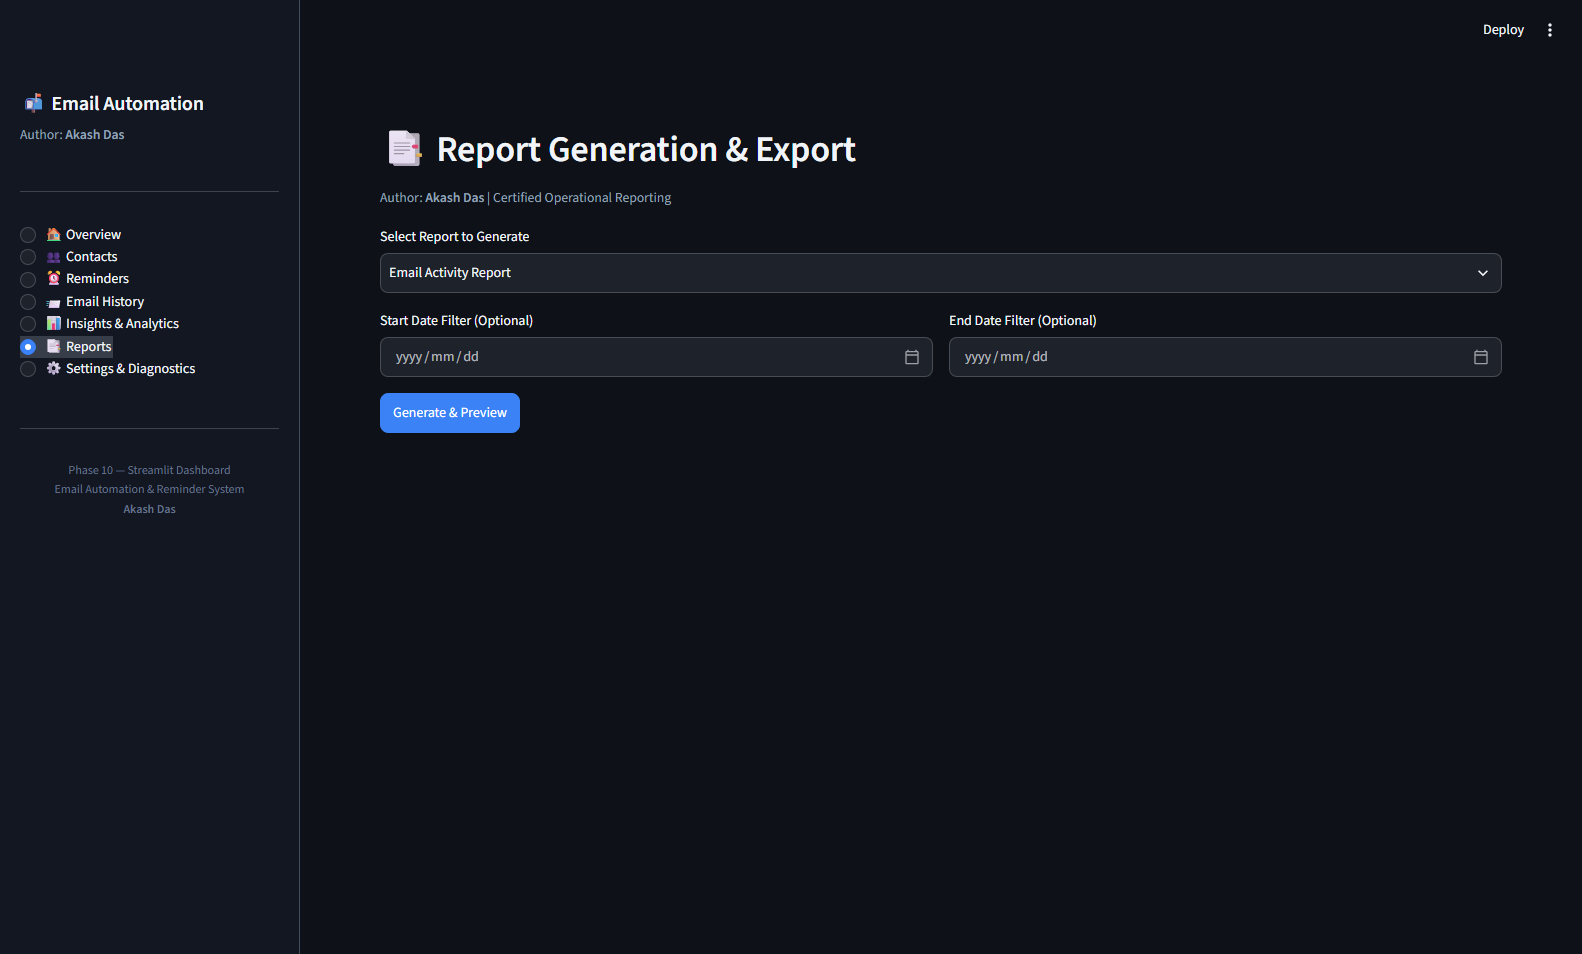 Deploy
Email Automation
Author: Akash Das
Overview
Contacts
Reminders
Email History
Insights & Analytics
Reports
Settings & Diagnostics
Phase 10 — Streamlit Dashboard
Email Automation & Reminder System
Akash Das
Report Generation & Export
Author: Akash Das | Certified Operational Reporting
Select Report to Generate
Email Activity Report
Start Date Filter (Optional)
End Date Filter (Optional)
yyyy/mm/dd
yyyy/mm/dd
Generate & Preview